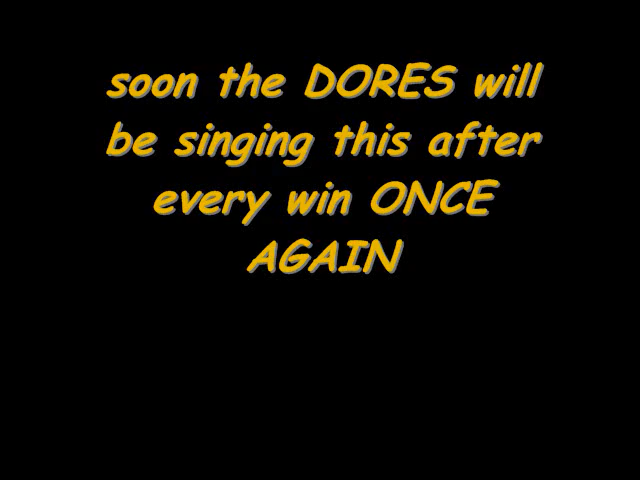 soon the DORES will
be singing this after
every win ONCE
AGAIN